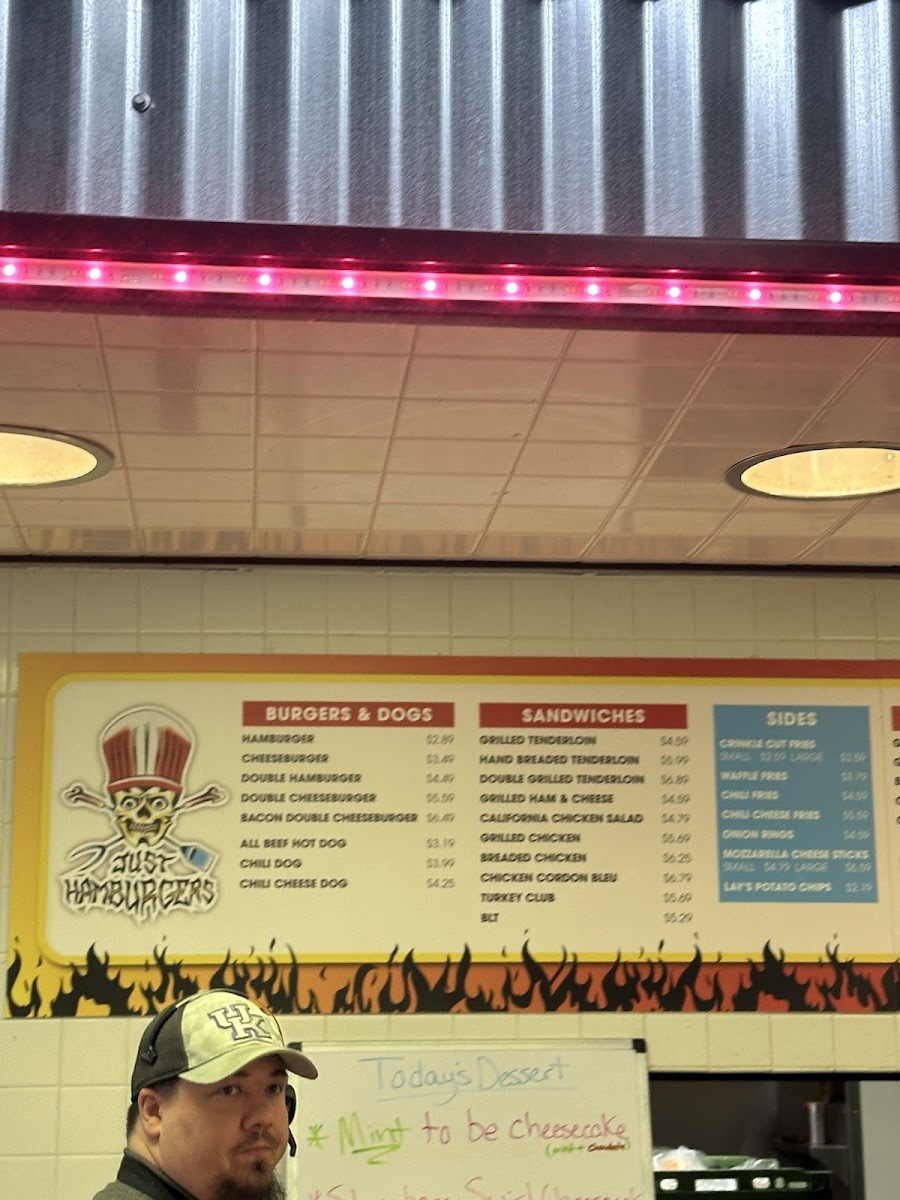 JUST
HAMBURGERS
BURGERS & DOGS
HAMBURGER $2.89
CHEESEBURGER $3.49
DOUBLE HAMBURGER $4.49
DOUBLE CHEESEBURGER $5.59
BACON DOUBLE CHEESEBURGER $6.49
ALL BEEF HOT DOG $3.19
CHILI DOG $3.99
CHILI CHEESE DOG $4.25
SANDWICHES
GRILLED TENDERLOIN $4.59
HAND BREADED TENDERLOIN $5.99
DOUBLE GRILLED TENDERLOIN $6.89
GRILLED HAM & CHEESE $4.59
CALIFORNIA CHICKEN SALAD $4.79
GRILLED CHICKEN $5.69
BREADED CHICKEN $6.25
CHICKEN CORDON BLEU $6.79
TURKEY CLUB $5.69
BLT $5.29
SIDES
CRINKLE CUT FRIES
SMALL $2.59 LARGE $3.59
WAFFLE FRIES $3.79
CHILI FRIES $4.59
CHILI CHEESE FRIES $5.59
ONION RINGS $4.59
MOZZARELLA CHEESE STICKS
SMALL $4.79 LARGE $6.59
LAY'S POTATO CHIPS $2.19
UK
Today's Dessert
* Mint to be cheesecake